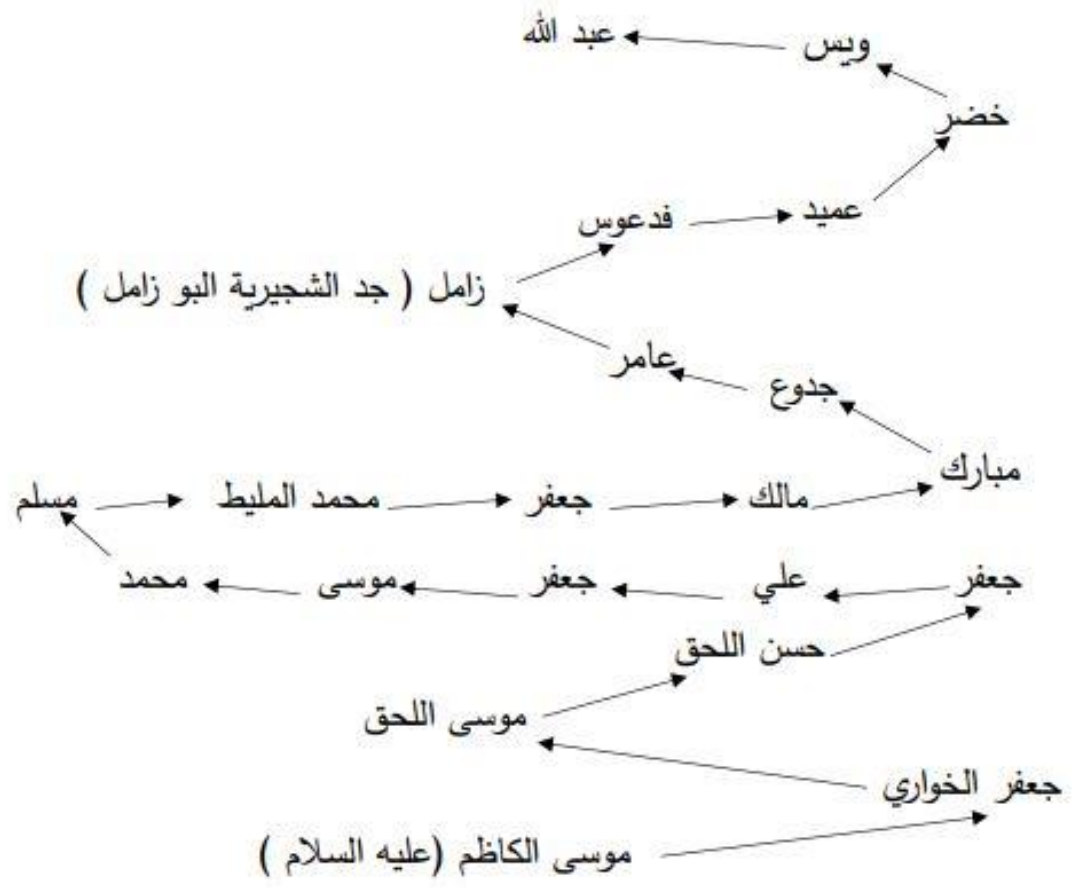 ويس عبد الله
خضر
فدعوس عميد
زامل ( جد الشجيرية البو زامل )
عامر
جدوع
مبارك
مالك جعفر محمد المليط مسلم
جعفر علي جعفر موسى محمد
حسن اللحق
موسى اللحق
جعفر الخواري
موسى الكاظم (عليه السلام )